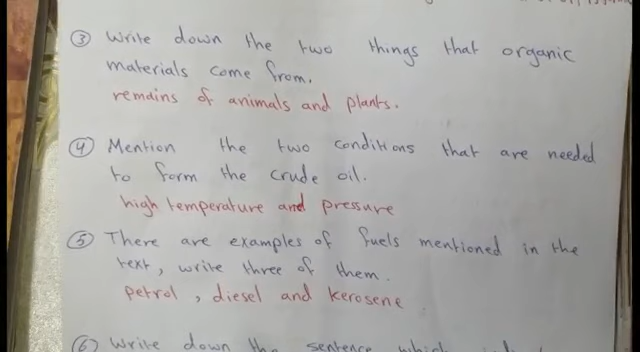 ③ Write down the two things that organic
materials come from.
remains of animals and plants.
④ Mention the two conditions that are needed
to form the crude oil.
high temperature and pressure
⑤ There are examples of fuels mentioned in the
text, write three of them.
petrol, diesel and kerosene
⑥ Write down the sentence which